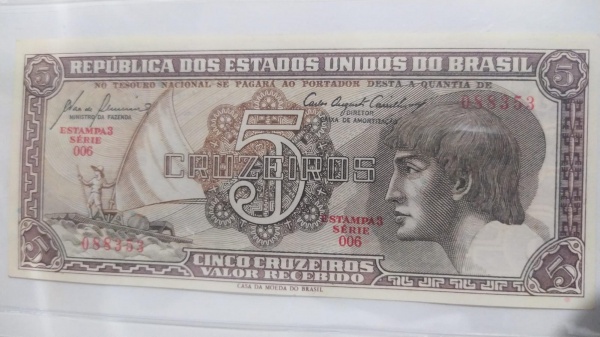 5 REPÚBLICA DOS ESTADOS UNIDOS DO BRASIL 5
NO TESOURO NACIONAL SE PAGARÁ AO PORTADOR DESTA A QUANTIA DE
MINISTRO DA FAZENDA
DIRETOR
CAIXA DE AMORTIZAÇÃO
088353
ESTAMPA 3
SÉRIE
006
5
CRUZEIROS
ESTAMPA 3
SÉRIE
006
088353
5 CINCO CRUZEIROS 5
VALOR RECEBIDO
CASA DA MOEDA DO BRASIL